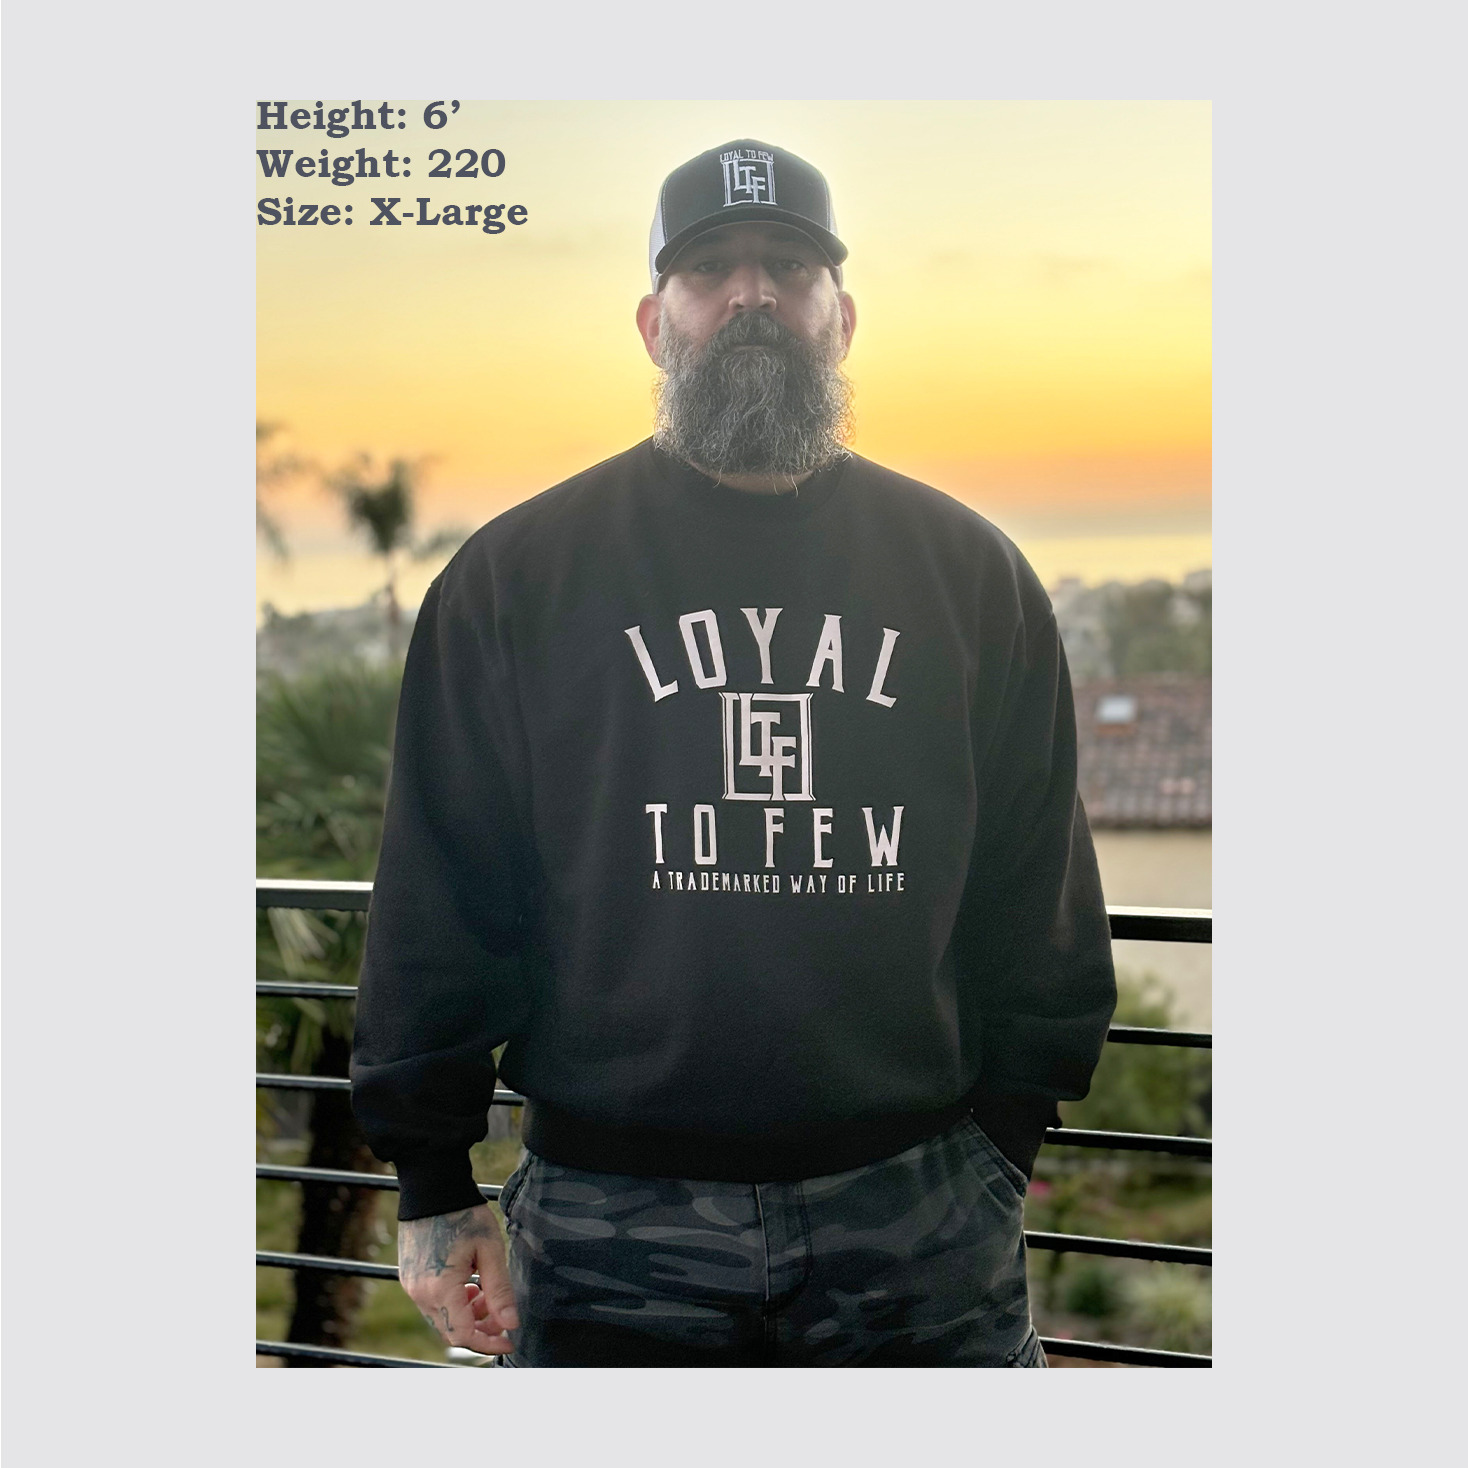 Height: 6’
Weight: 220
Size: X-Large
LOYAL TO FEW
LTF
LOYAL
LTF
TO FEW
A TRADEMARKED WAY OF LIFE